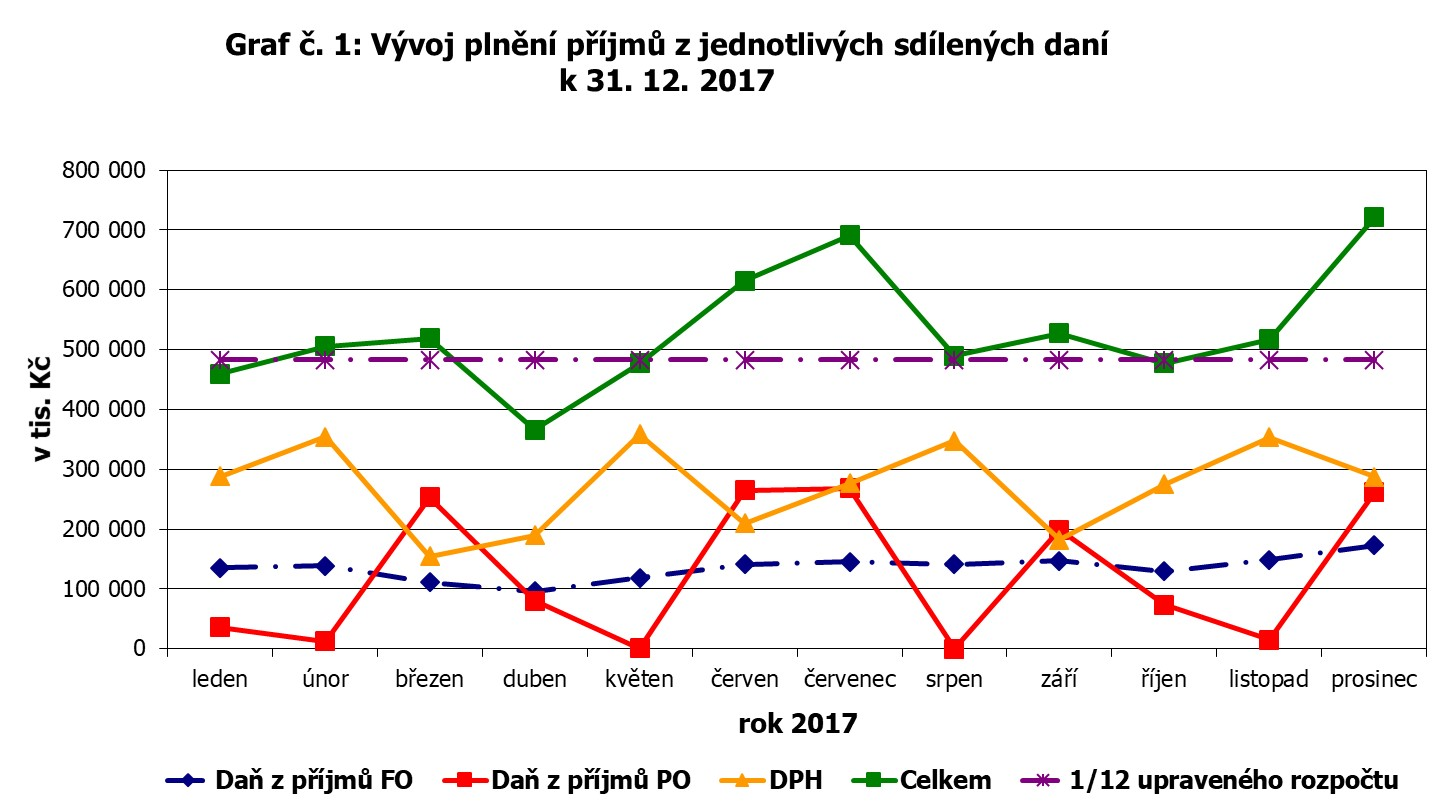 Graf č. 1: Vývoj plnění příjmů z jednotlivých sdílených daní
k 31. 12. 2017
800 000
700 000
600 000
500 000
400 000
300 000
200 000
100 000
0
v tis. Kč
leden únor březen duben květen červen červenec srpen září říjen listopad prosinec
rok 2017
Daň z příjmů FO Daň z příjmů PO DPH Celkem 1/12 upraveného rozpočtu